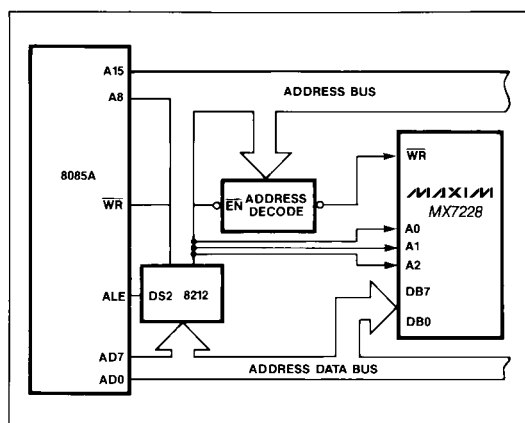 A15
ADDRESS BUS
A8
8085A
WR
EN
ADDRESS
DECODE
WR
MAXIM
MX7228
A0
A1
A2
ALE
DS2 8212
DB7
DB0
AD7
AD0
ADDRESS DATA BUS